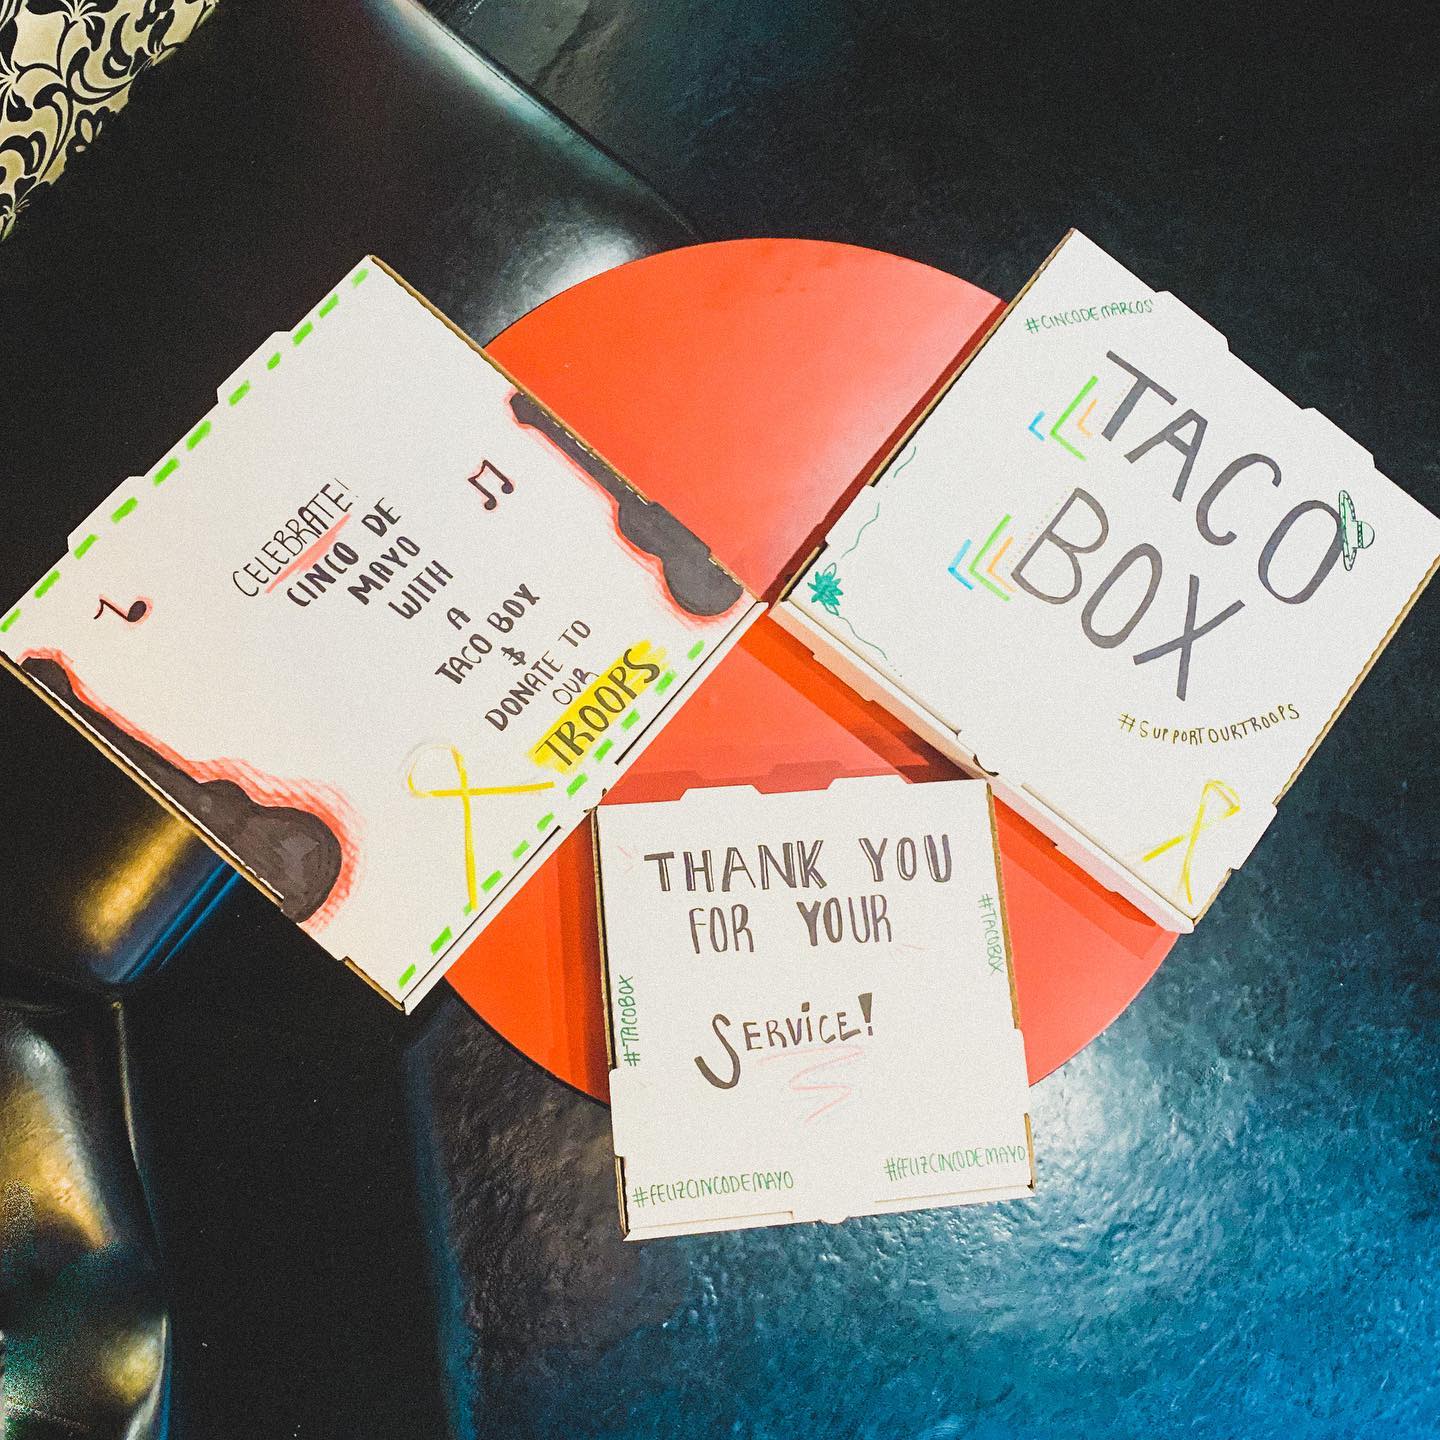 CELEBRATE!
CINCO DE
MAYO
WITH
A
TACO BOX
&
DONATE TO
OUR
TROOPS
#CINCODEMARCOS'
TACO
BOX
#SUPPORTOURTROOPS
THANK YOU
FOR YOUR
SERViCE!
#TACOBOX
#TACOBOX
#FELIZCINCODEMAYO
#FELIZCINCODEMAYO